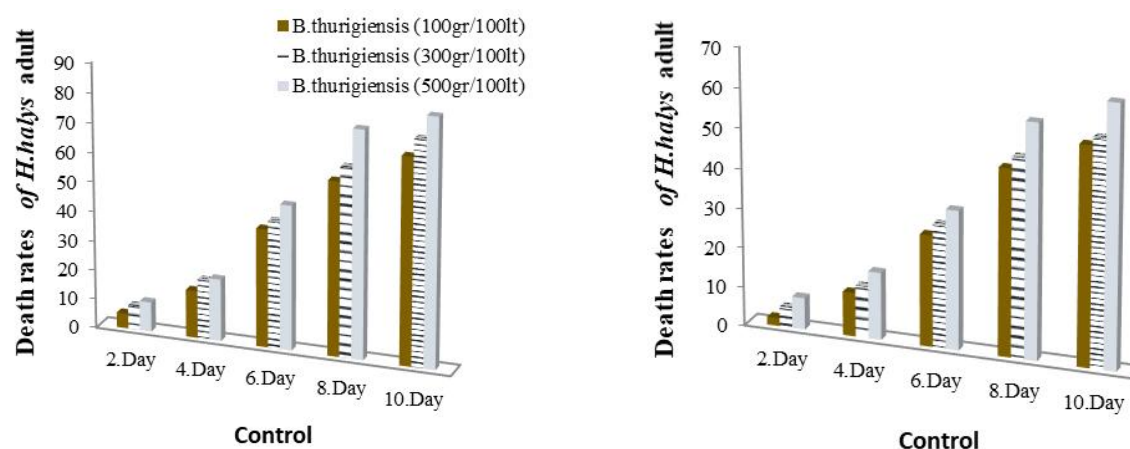 B.thurigiensis (100gr/100lt)
B.thurigiensis (300gr/100lt)
B.thurigiensis (500gr/100lt)
Death rates of H.halys adult
90
80
70
60
50
40
30
20
10
0
2.Day
4.Day
6.Day
8.Day
10.Day
Control
Death rates of H.halys adult
70
60
50
40
30
20
10
0
2.Day
4.Day
6.Day
8.Day
10.Day
Control